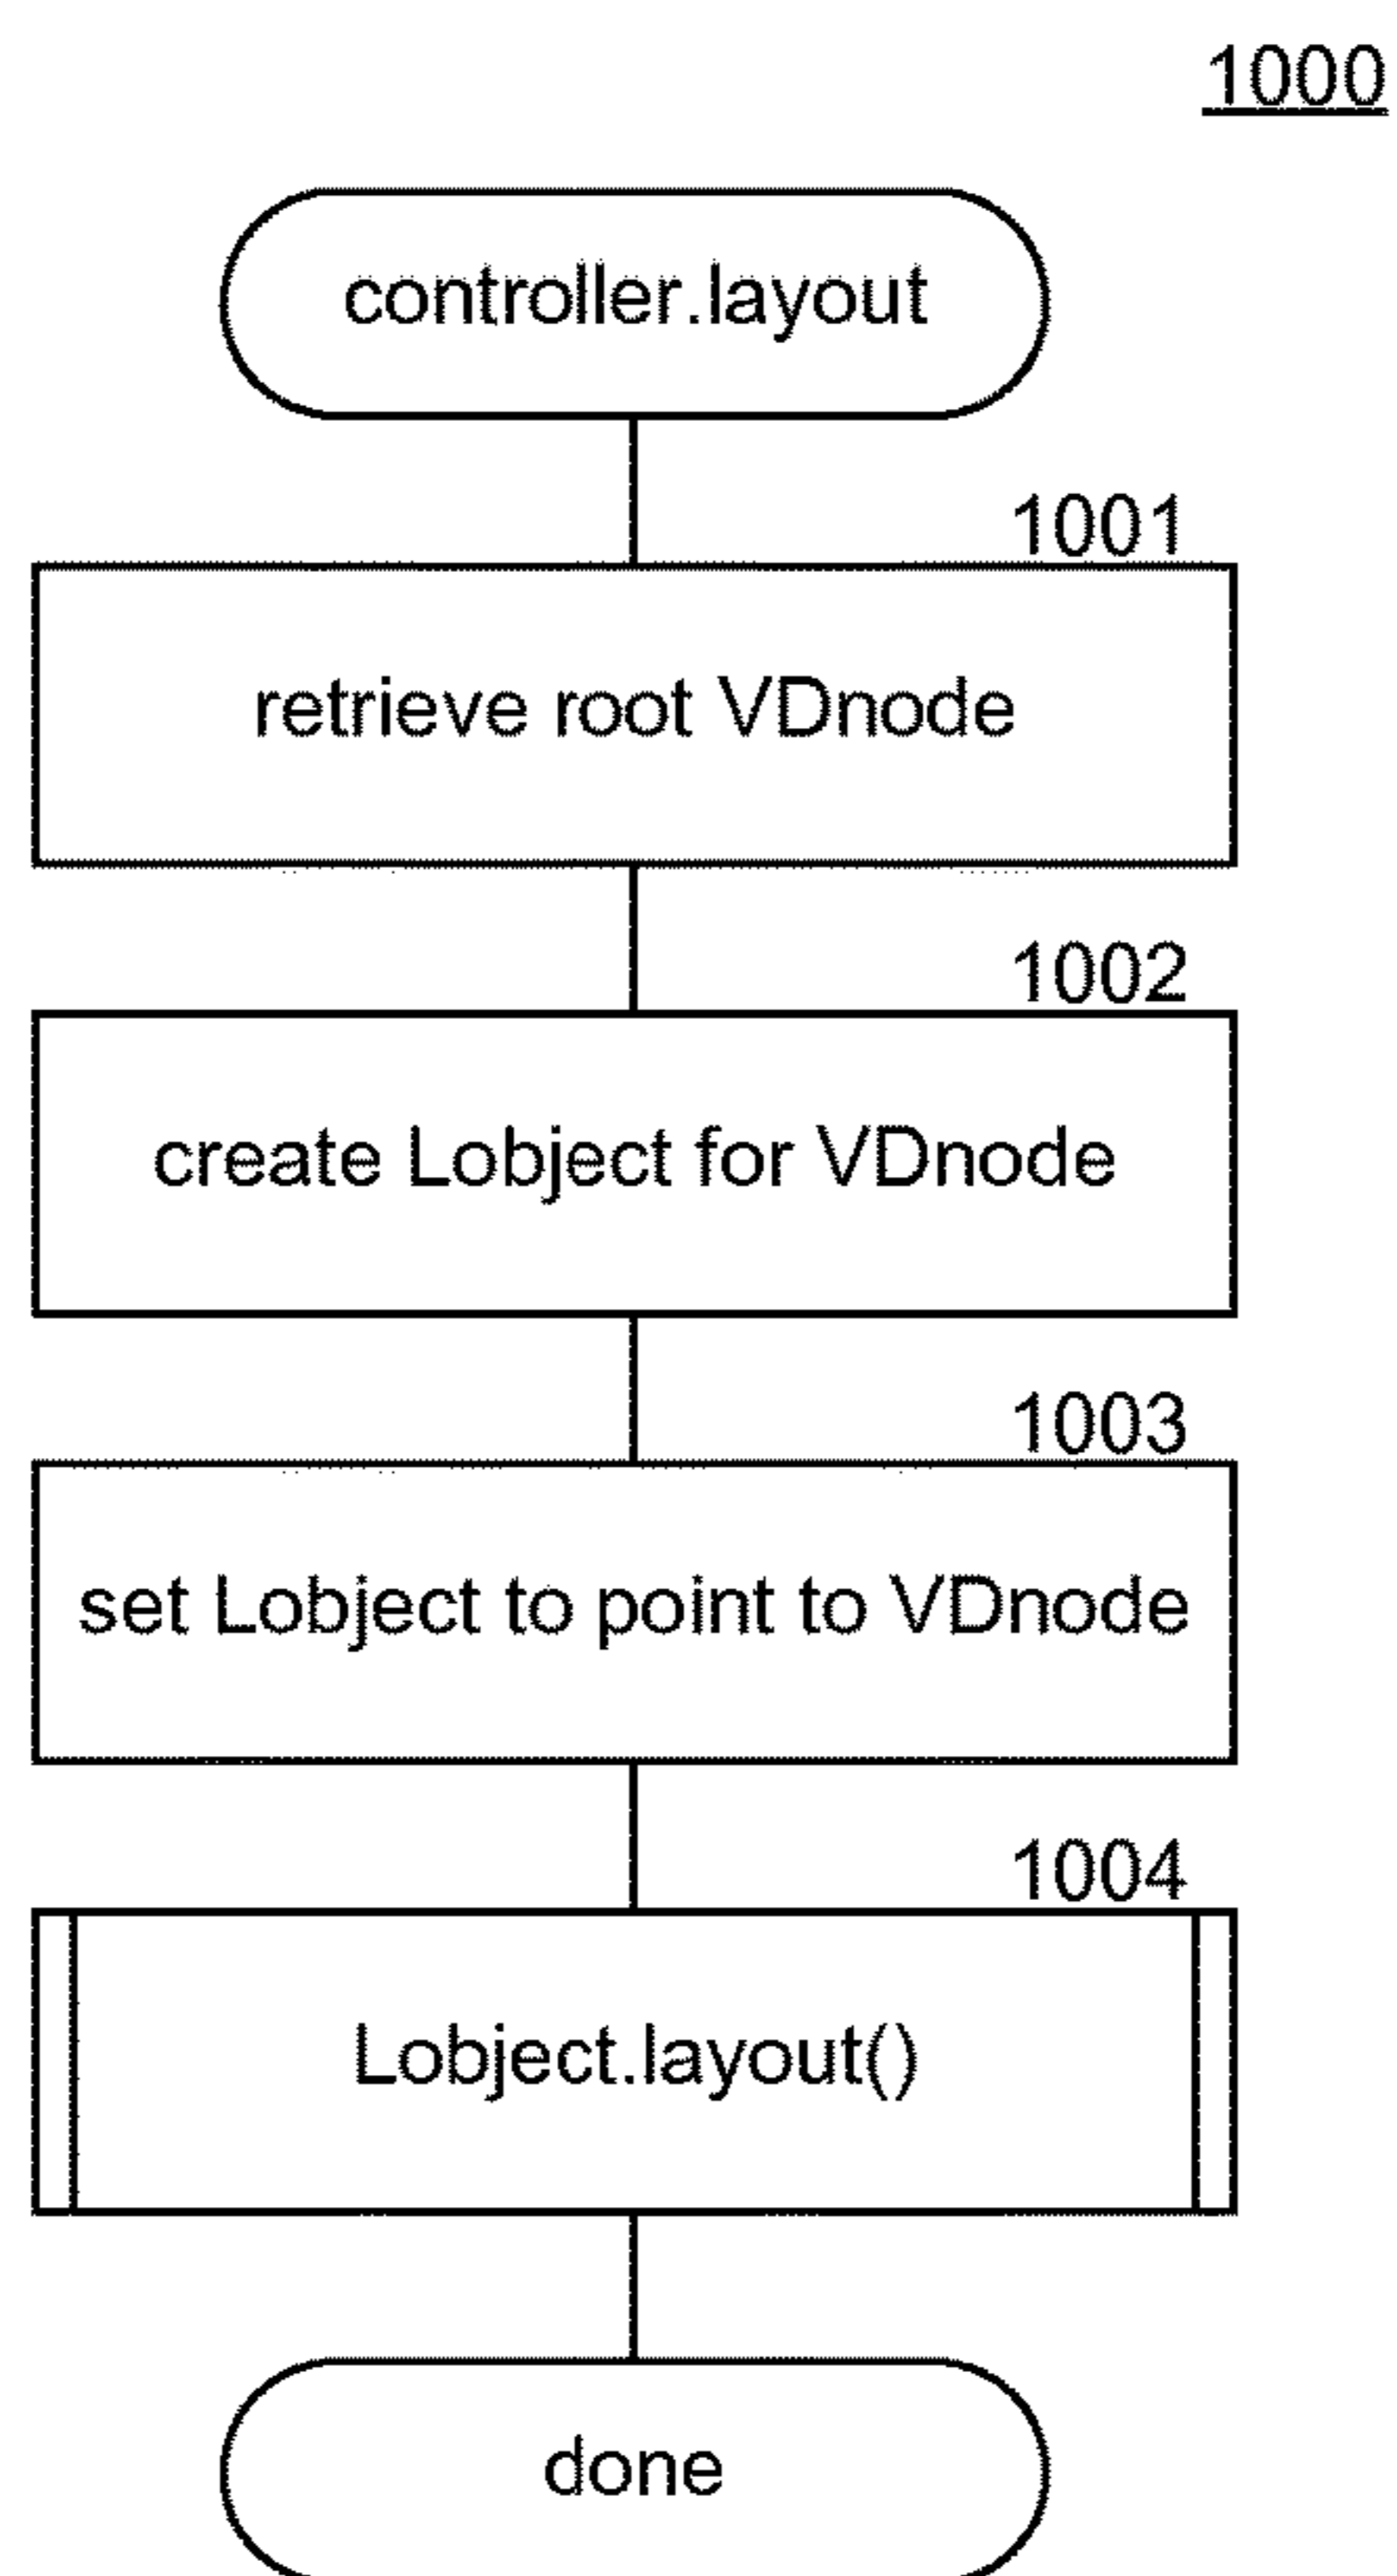 1000
controller.layout
1001
retrieve root VDnode
1002
create Lobject for VDnode
1003
set Lobject to point to VDnode
1004
Lobject.layout()
done